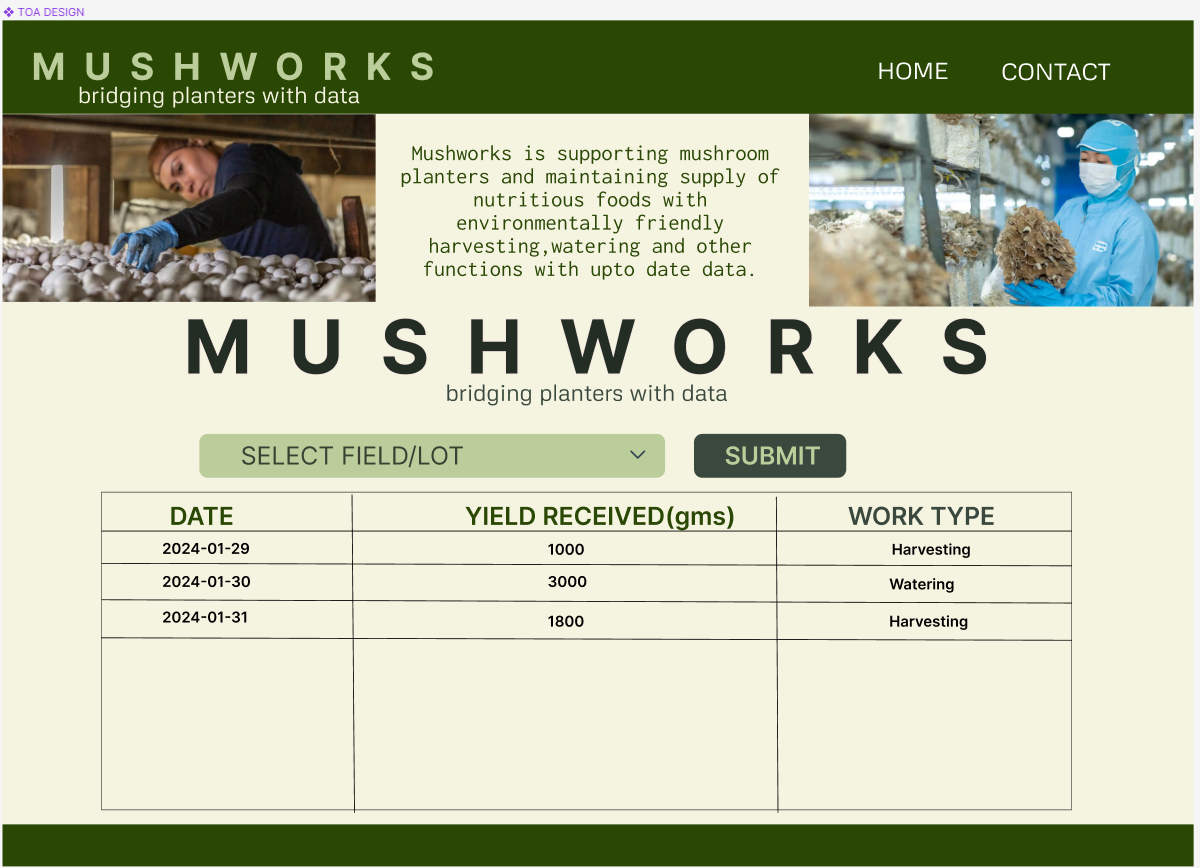 TOA DESIGN
MUSHWORKS
bridging planters with data
HOME CONTACT
Mushworks is supporting mushroom
planters and maintaining supply of
nutritious foods with
environmentally friendly
harvesting,watering and other
functions with upto date data.
MUSHWORKS
bridging planters with data
SELECT FIELD/LOT SUBMIT
DATE YIELD RECEIVED(gms) WORK TYPE
2024-01-29 1000 Harvesting
2024-01-30 3000 Watering
2024-01-31 1800 Harvesting